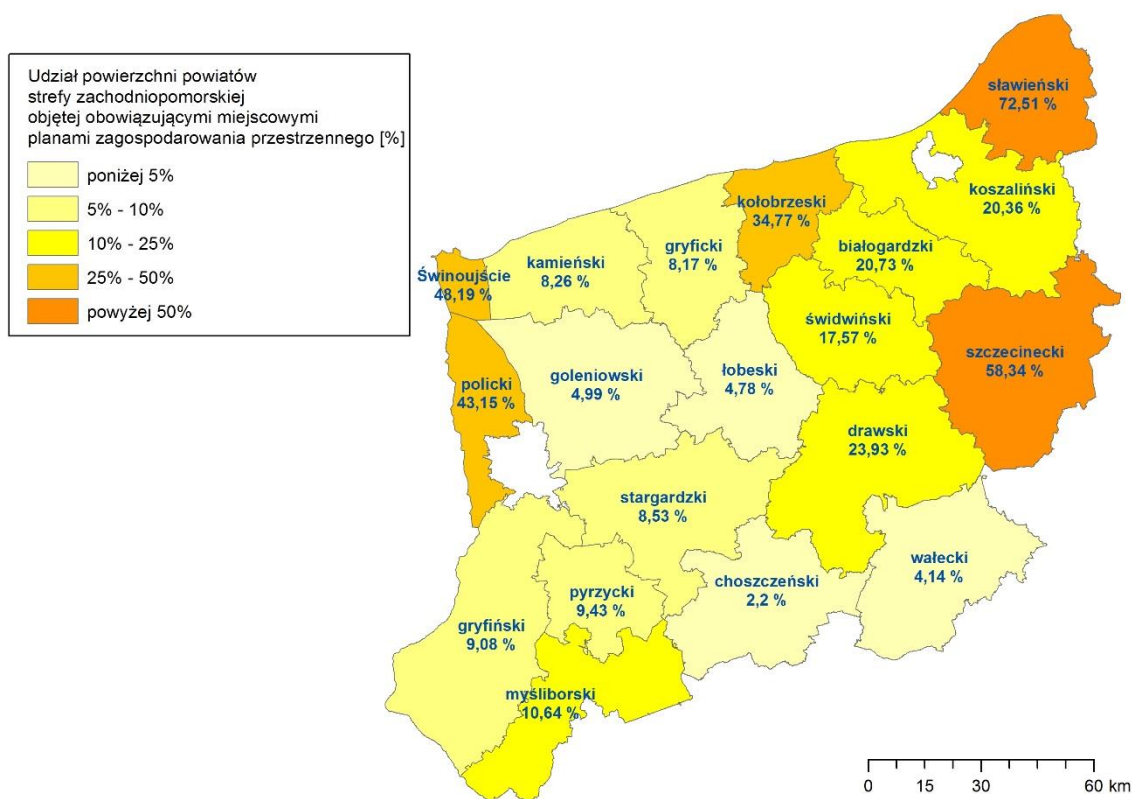 Udział powierzchni powiatów
strefy zachodniopomorskiej
objętej obowiązującymi miejscowymi
planami zagospodarowania przestrzennego [%]
poniżej 5%
5% - 10%
10% - 25%
25% - 50%
powyżej 50%
sławieński
72,51 %
koszaliński
20,36 %
kołobrzeski
34,77 %
białogardzki
20,73 %
gryficki
8,17 %
kamieński
8,26 %
Świnoujście
48,19 %
świdwiński
17,57 %
szczecinecki
58,34 %
łobeski
4,78 %
goleniowski
4,99 %
policki
43,15 %
drawski
23,93 %
stargardzki
8,53 %
wałecki
4,14 %
choszczeński
2,2 %
pyrzycki
9,43 %
gryfiński
9,08 %
myśliborski
10,64 %
0 15 30 60 km